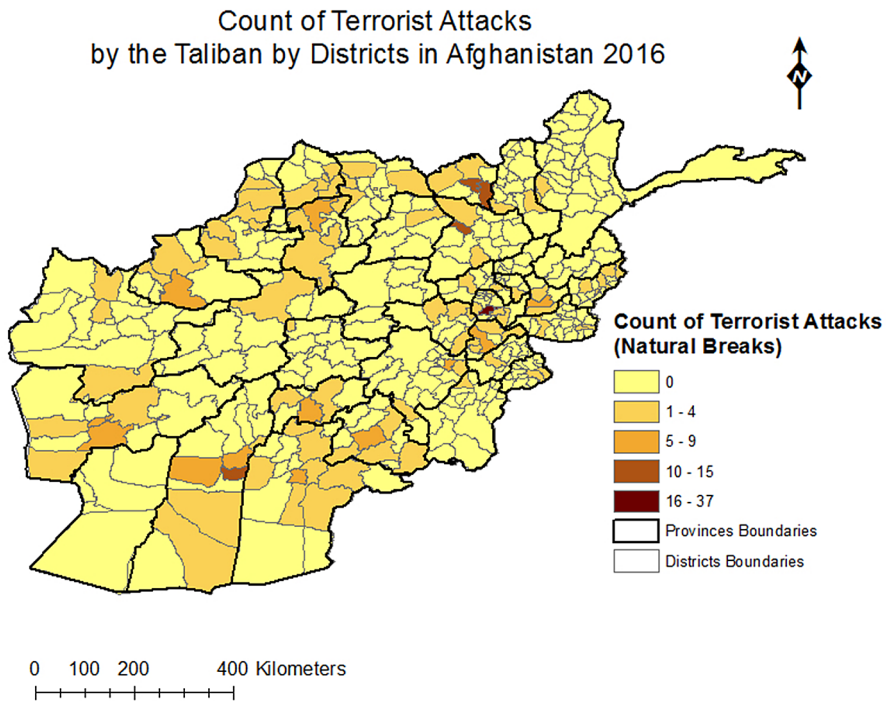 Count of Terrorist Attacks
by the Taliban by Districts in Afghanistan 2016
N
Count of Terrorist Attacks
(Natural Breaks)
0
1 - 4
5 - 9
10 - 15
16 - 37
Provinces Boundaries
Districts Boundaries
0 100 200 400 Kilometers